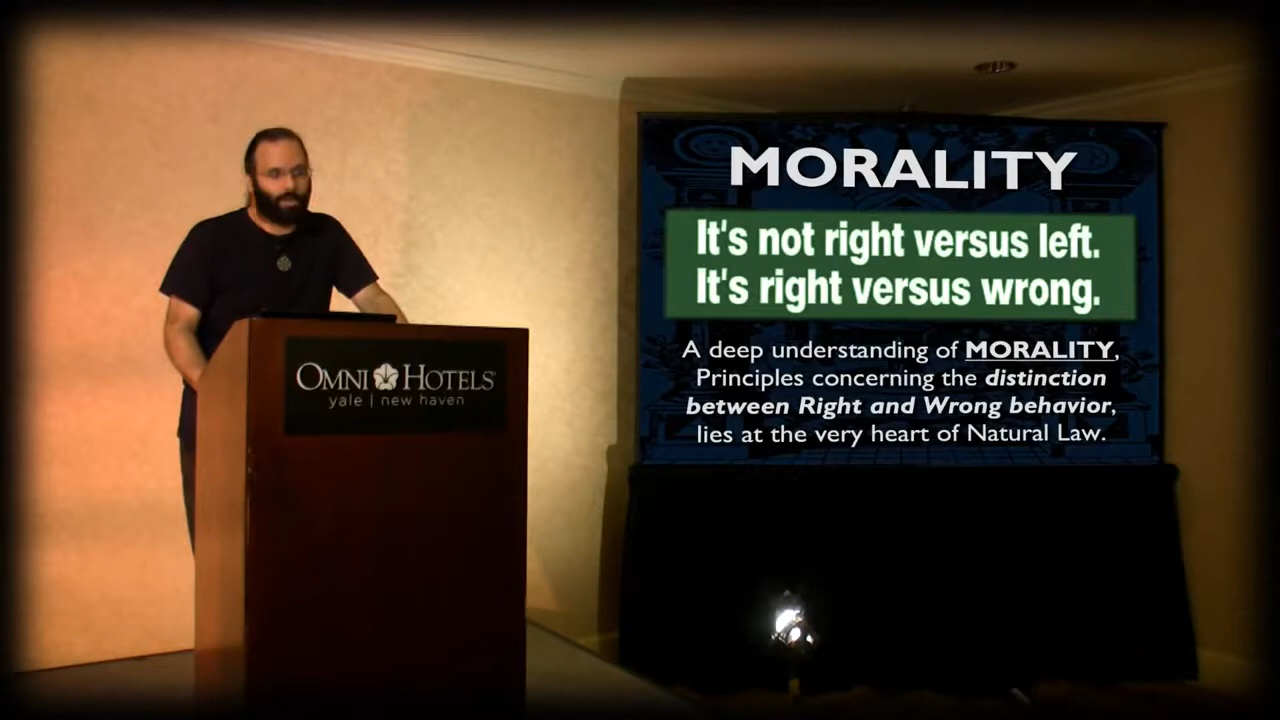 MORALITY
It's not right versus left.
It's right versus wrong.
A deep understanding of MORALITY,
Principles concerning the distinction
between Right and Wrong behavior,
lies at the very heart of Natural Law.
OMNI HOTELS
yale | new haven